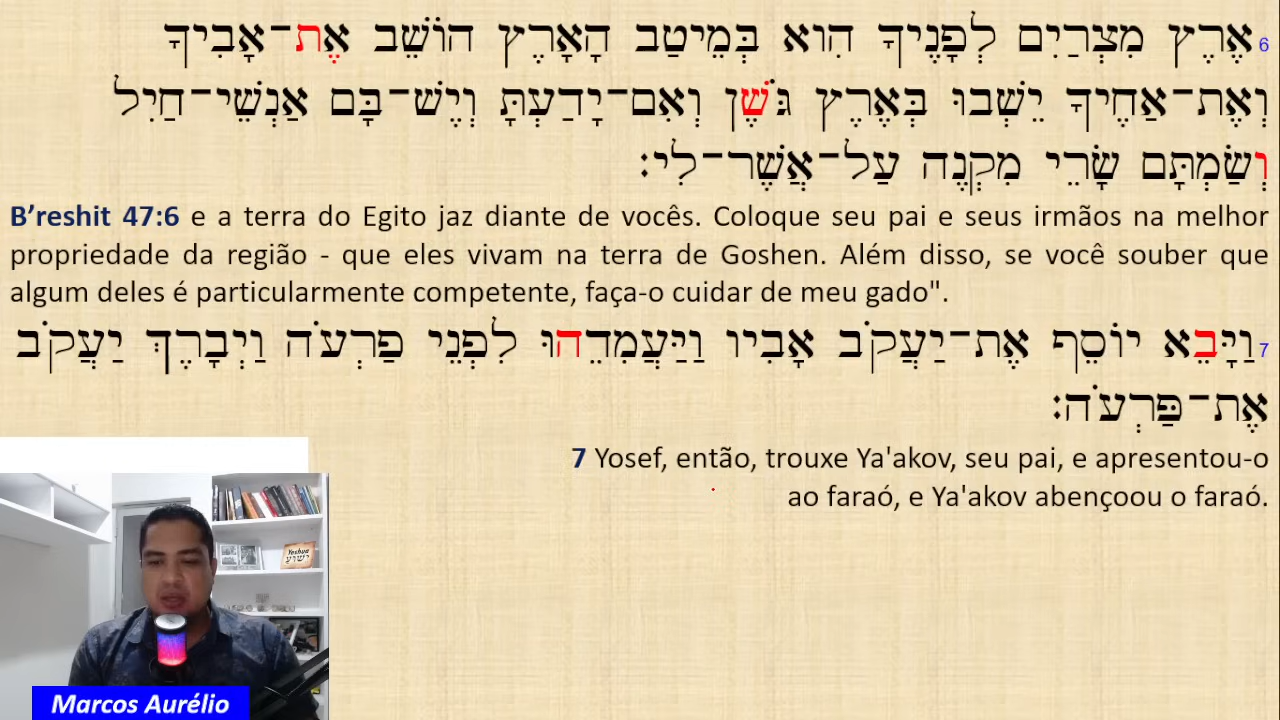 6 אֶרֶץ מִצְרַיִם לְפָנֶיךָ הִוא בְּמֵיטַב הָאָרֶץ הוֹשֵׁב אֶת־אָבִיךָ
וְאֶת־אַחֶיךָ יֵשְׁבוּ בְּאֶרֶץ גֹּשֶׁן וְאִם־יָדַעְתָּ וְיֶשׁ־בָּם אַנְשֵׁי־חַיִל
וְשַׂמְתָּם שָׂרֵי מִקְנֶה עַל־אֲשֶׁר־לִי׃
B’reshit 47:6 e a terra do Egito jaz diante de vocês. Coloque seu pai e seus irmãos na melhor
propriedade da região - que eles vivam na terra de Goshen. Além disso, se você souber que
algum deles é particularmente competente, faça-o cuidar de meu gado".
7 וַיָּבֵא יוֹסֵף אֶת־יַעֲקֹב אָבִיו וַיַּעֲמִדֵהוּ לִפְנֵי פַרְעֹה וַיְבָרֶךְ יַעֲקֹב
אֶת־פַּרְעֹה׃
7 Yosef, então, trouxe Ya'akov, seu pai, e apresentou-o
ao faraó, e Ya'akov abençoou o faraó.
Yeshua
ישוע
Marcos Aurélio